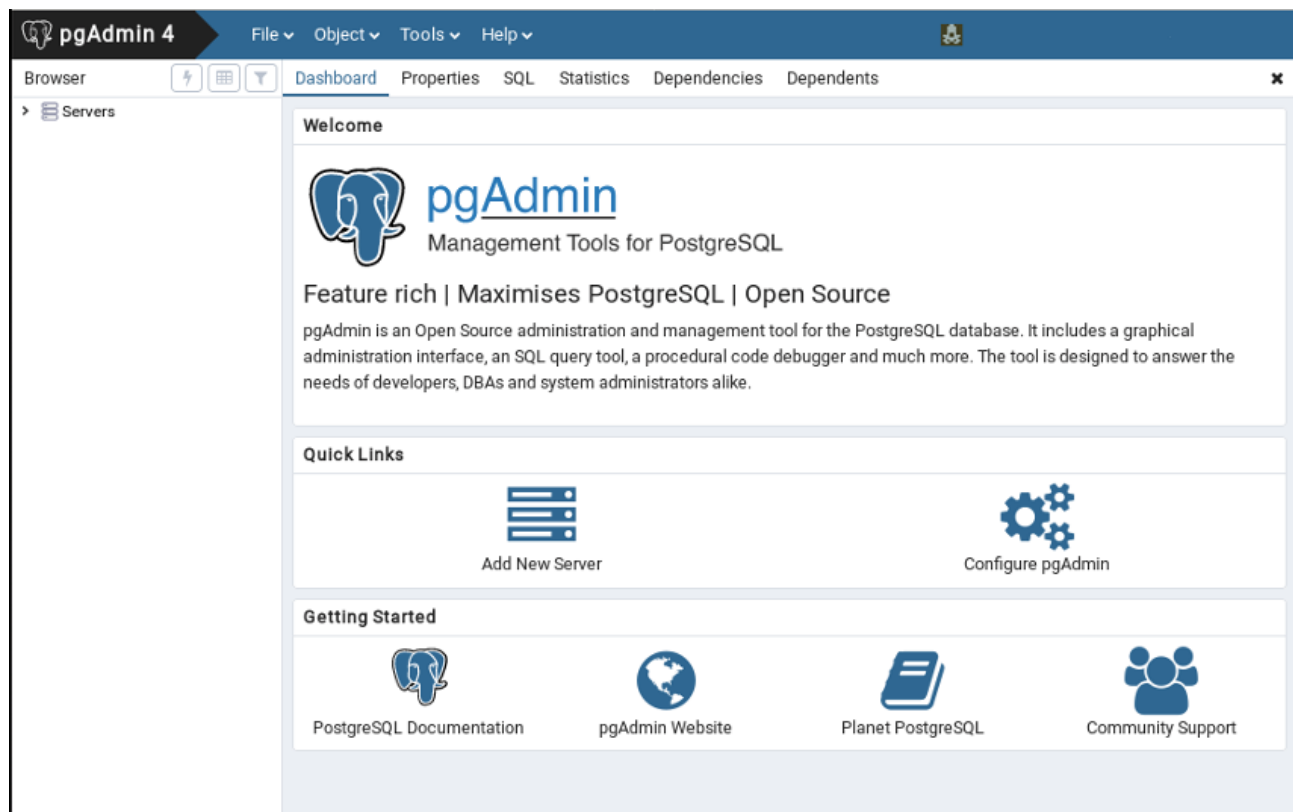 pgAdmin 4
File Object Tools Help
Browser
Dashboard Properties SQL Statistics Dependencies Dependents
Servers
Welcome
pgAdmin
Management Tools for PostgreSQL
Feature rich | Maximises PostgreSQL | Open Source
pgAdmin is an Open Source administration and management tool for the PostgreSQL database. It includes a graphical
administration interface, an SQL query tool, a procedural code debugger and much more. The tool is designed to answer the
needs of developers, DBAs and system administrators alike.
Quick Links
Add New Server
Configure pgAdmin
Getting Started
PostgreSQL Documentation
pgAdmin Website
Planet PostgreSQL
Community Support